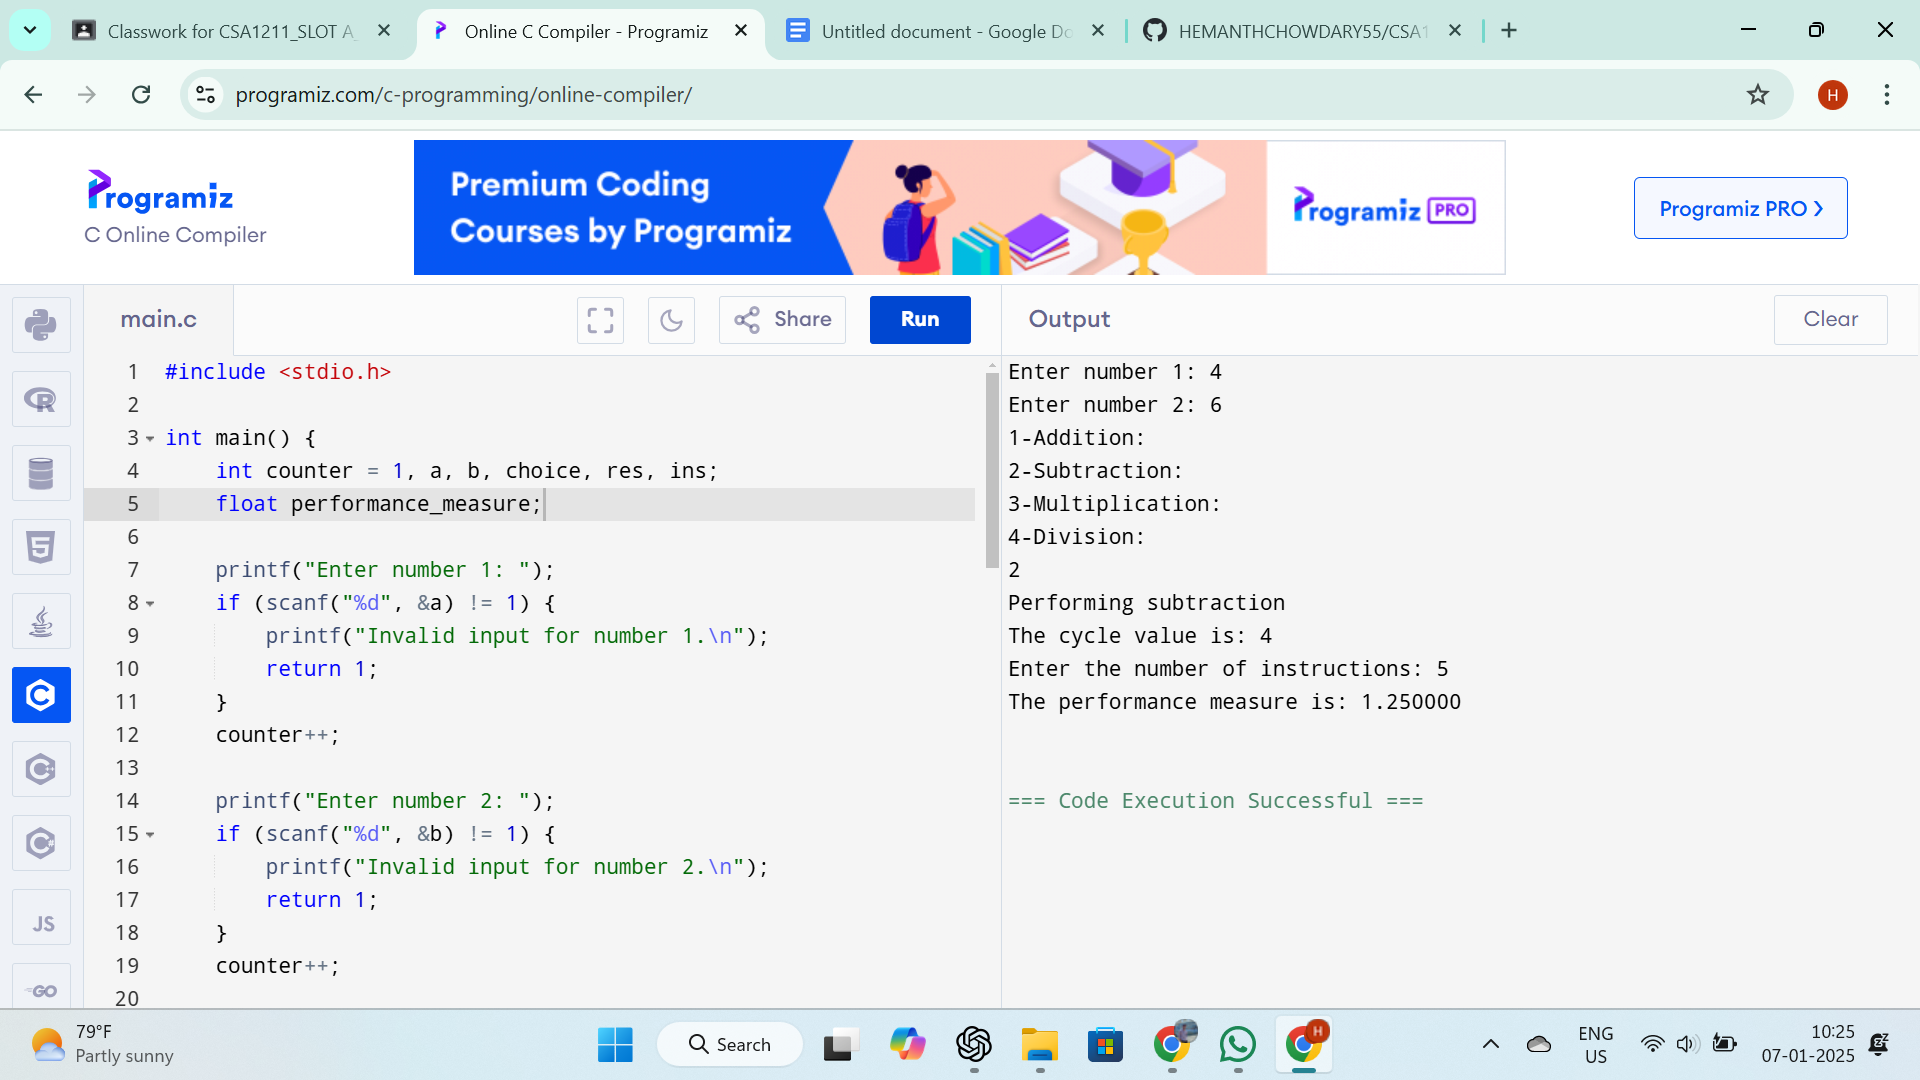 Classwork for CSA1211_SLOT A_
Online C Compiler - Programiz
Untitled document - Google Do
HEMANTHCHOWDARY55/CSA1
programiz.com/c-programming/online-compiler/
H
Programiz
C Online Compiler
Premium Coding
Courses by Programiz
Programiz PRO
Programiz PRO ❯
main.c
Share
Run
Output
Clear
1 #include <stdio.h>
2
3 int main() {
4 int counter = 1, a, b, choice, res, ins;
5 float performance_measure;
6
7 printf("Enter number 1: ");
8 if (scanf("%d", &a) != 1) {
9 printf("Invalid input for number 1.\n");
10 return 1;
11 }
12 counter++;
13
14 printf("Enter number 2: ");
15 if (scanf("%d", &b) != 1) {
16 printf("Invalid input for number 2.\n");
17 return 1;
18 }
19 counter++;
20
Enter number 1: 4
Enter number 2: 6
1-Addition:
2-Subtraction:
3-Multiplication:
4-Division:
2
Performing subtraction
The cycle value is: 4
Enter the number of instructions: 5
The performance measure is: 1.250000
=== Code Execution Successful ===
R
5
C
C
C#
JS
GO
79°F
Partly sunny
Search
H
ENG
US
10:25
07-01-2025